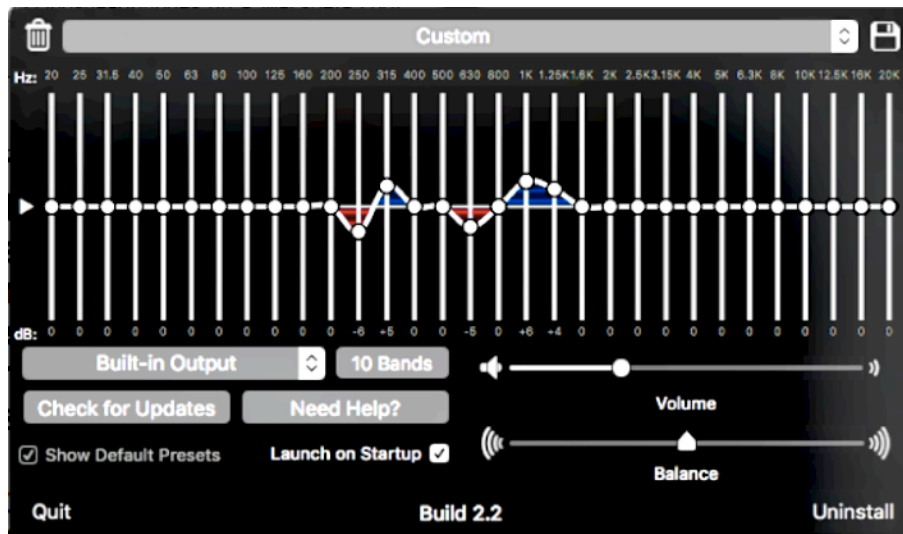 Custom
Hz: 20 25 31.5 40 50 63 80 100 125 160 200 250 315 400 500 630 800 1K 1.25K 1.6K 2K 2.5K 3.15K 4K 5K 6.3K 8K 10K 12.5K 16K 20K
dB: 0 0 0 0 0 0 0 0 0 0 0 -6 +5 0 0 -5 0 +6 +4 0 0 0 0 0 0 0 0 0 0 0 0
Built-in Output 10 Bands
Volume
Check for Updates Need Help?
Show Default Presets Launch on Startup
Balance
Quit Build 2.2 Uninstall